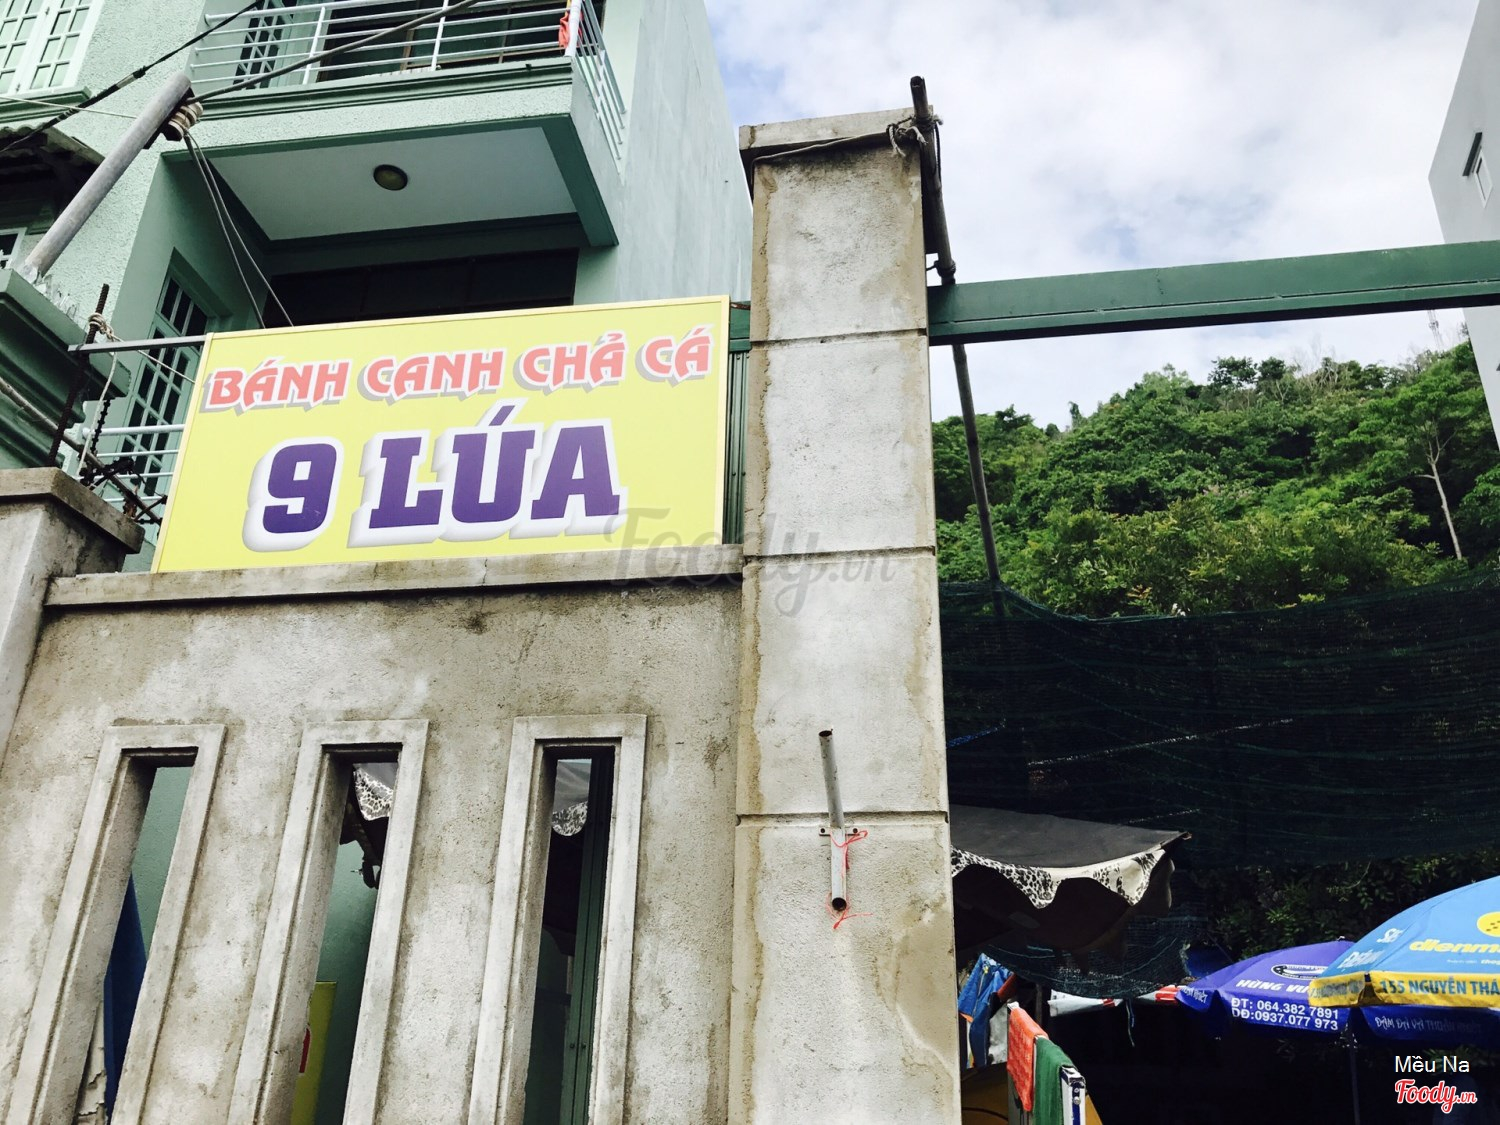 BÁNH CANH CHẢ CÁ
9 LÚA
Foody.vn
HÙNG VƯ
ĐT: 064.382 7891
DĐ:0937.077 973
dienm
155 NGUYỄN THÁ
Mều Na
Foody.vn